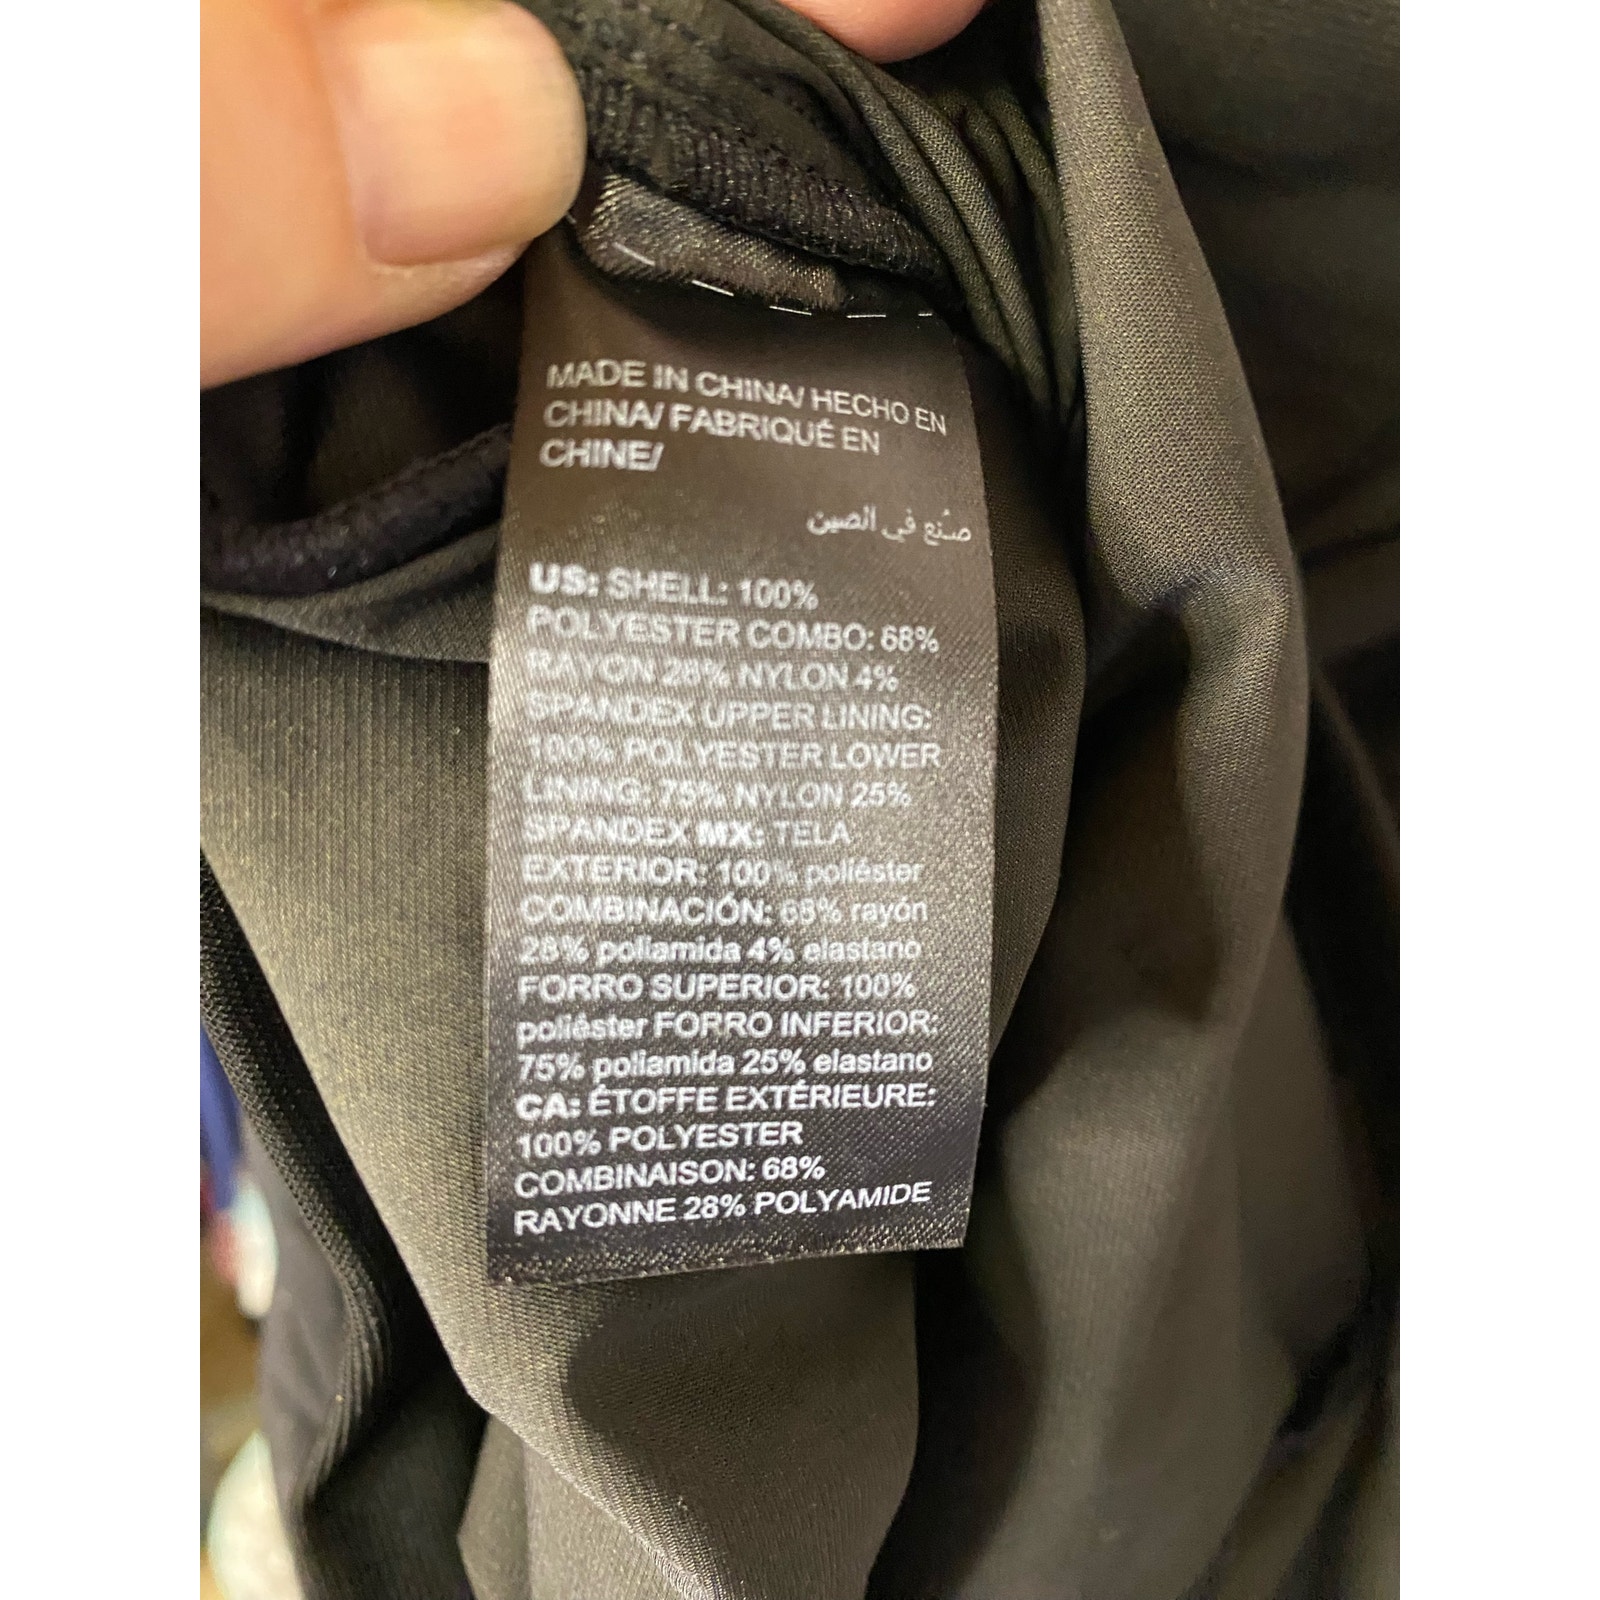 MADE IN CHINA/ HECHO EN
CHINA/ FABRIQUÉ EN
CHINE/
صنع في الصين
US: SHELL: 100%
POLYESTER COMBO: 68%
RAYON 28% NYLON 4%
SPANDEX UPPER LINING:
100% POLYESTER LOWER
LINING: 75% NYLON 25%
SPANDEX MX: TELA
EXTERIOR: 100% poliéster
COMBINACIÓN: 68% rayón
28% poliamida 4% elastano
FORRO SUPERIOR: 100%
poliéster FORRO INFERIOR:
75% poliamida 25% elastano
CA: ÉTOFFE EXTÉRIEURE:
100% POLYESTER
COMBINAISON: 68%
RAYONNE 28% POLYAMIDE